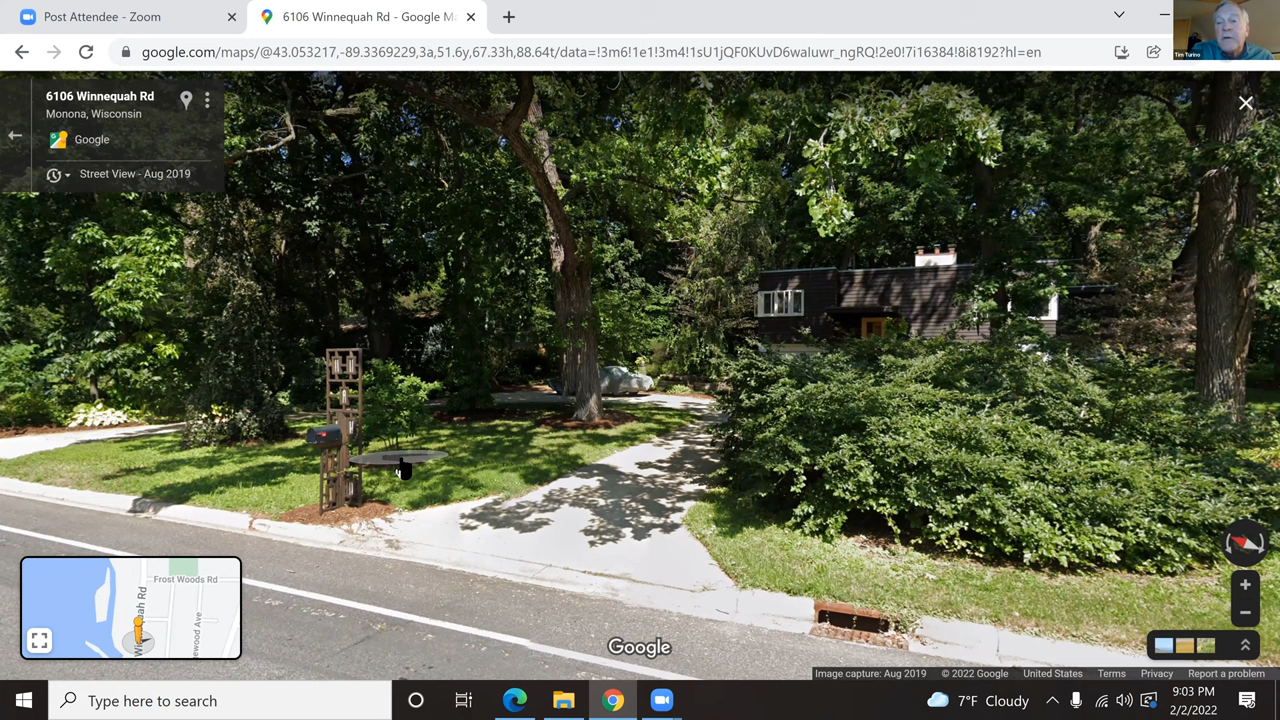 Post Attendee - Zoom
6106 Winnequah Rd - Google Ma
google.com/maps/@43.053217,-89.3369229,3a,51.6y,67.33h,8.64t/data=!3m6!1e1!3m4!1sU1jQF0KUvD6waIuwr_ngRQ!2e0!7i16384!8i8192?hl=en
Tim Turino
6106 Winnequah Rd
Monona, Wisconsin
Google
Street View - Aug 2019
Frost Woods Rd
Google
Image capture: Aug 2019 © 2022 Google United States Terms Privacy Report a problem
Type here to search
7°F Cloudy
9:03 PM
2/2/2022